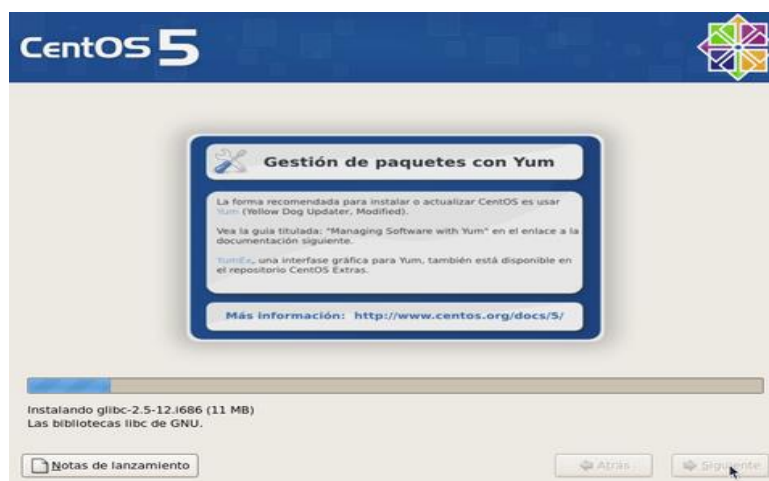 CentOS 5
Gestión de paquetes con Yum
La forma recomendada para instalar o actualizar CentOS es usar
Yum (Yellow Dog Updater, Modified).
Vea la guía titulada: "Managing Software with Yum" en el enlace a la
documentación siguiente.
YumEx, una interfase gráfica para Yum, también está disponible en
el repositorio CentOS Extras.
Más información: http://www.centos.org/docs/5/
Instalando glibc-2.5-12.i686 (11 MB)
Las bibliotecas libc de GNU.
Notas de lanzamiento
Atrás
Siguiente